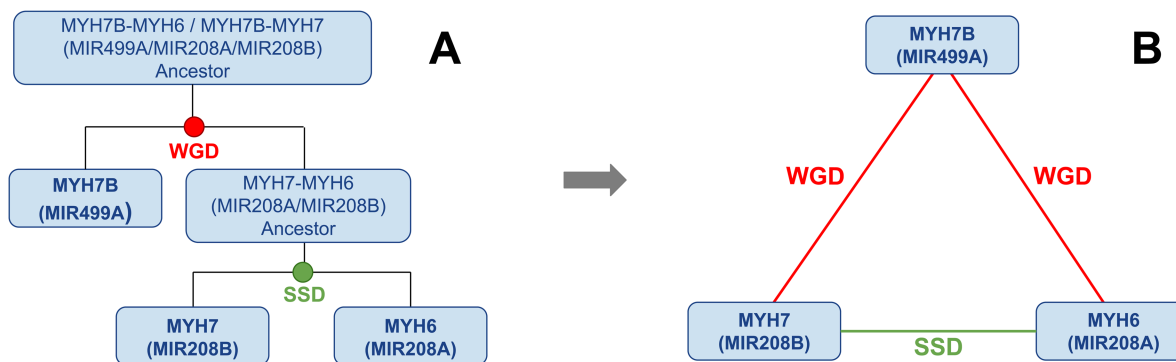 MYH7B-MYH6 / MYH7B-MYH7
(MIR499A/MIR208A/MIR208B)
Ancestor
A
WGD
MYH7B
(MIR499A)
MYH7-MYH6
(MIR208A/MIR208B)
Ancestor
SSD
MYH7
(MIR208B)
MYH6
(MIR208A)
MYH7B
(MIR499A)
B
WGD
WGD
MYH7
(MIR208B)
SSD
MYH6
(MIR208A)